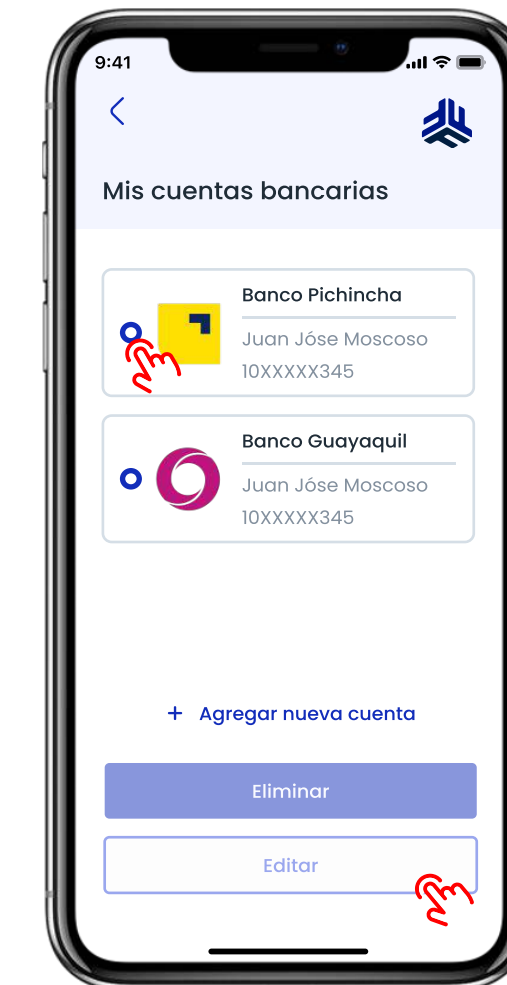 9:41
Mis cuentas bancarias
Banco Pichincha
Juan Jóse Moscoso
10XXXXX345
Banco Guayaquil
Juan Jóse Moscoso
10XXXXX345
+ Agregar nueva cuenta
Eliminar
Editar